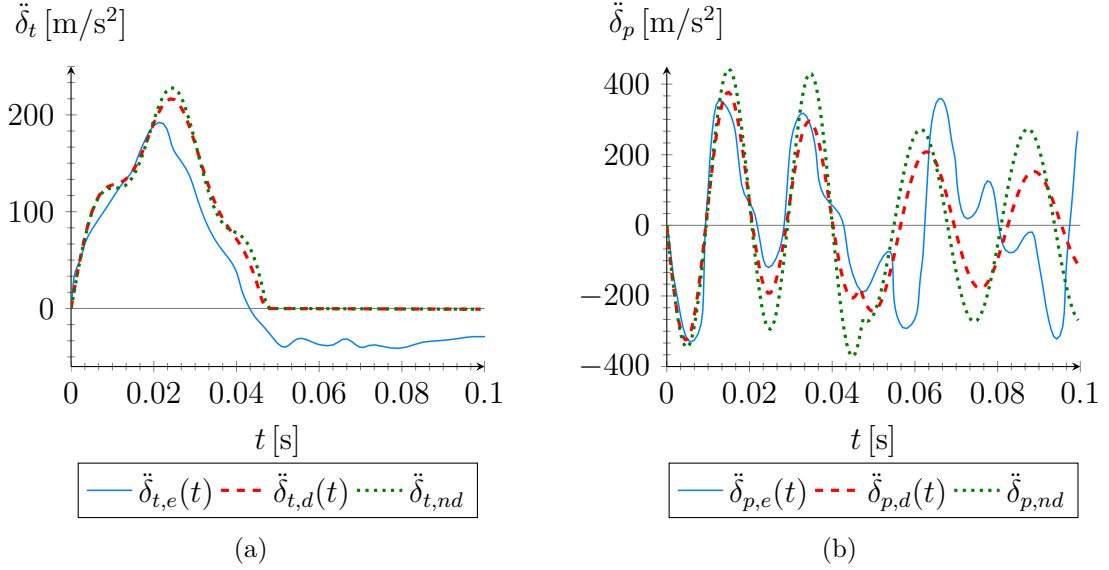 δ̈_t [m/s²]
200
100
0
0 0.02 0.04 0.06 0.08 0.1
t [s]
δ̈_{t,e}(t) δ̈_{t,d}(t) δ̈_{t,nd}
(a)
δ̈_p [m/s²]
400
200
0
−200
−400
0 0.02 0.04 0.06 0.08 0.1
t [s]
δ̈_{p,e}(t) δ̈_{p,d}(t) δ̈_{p,nd}
(b)